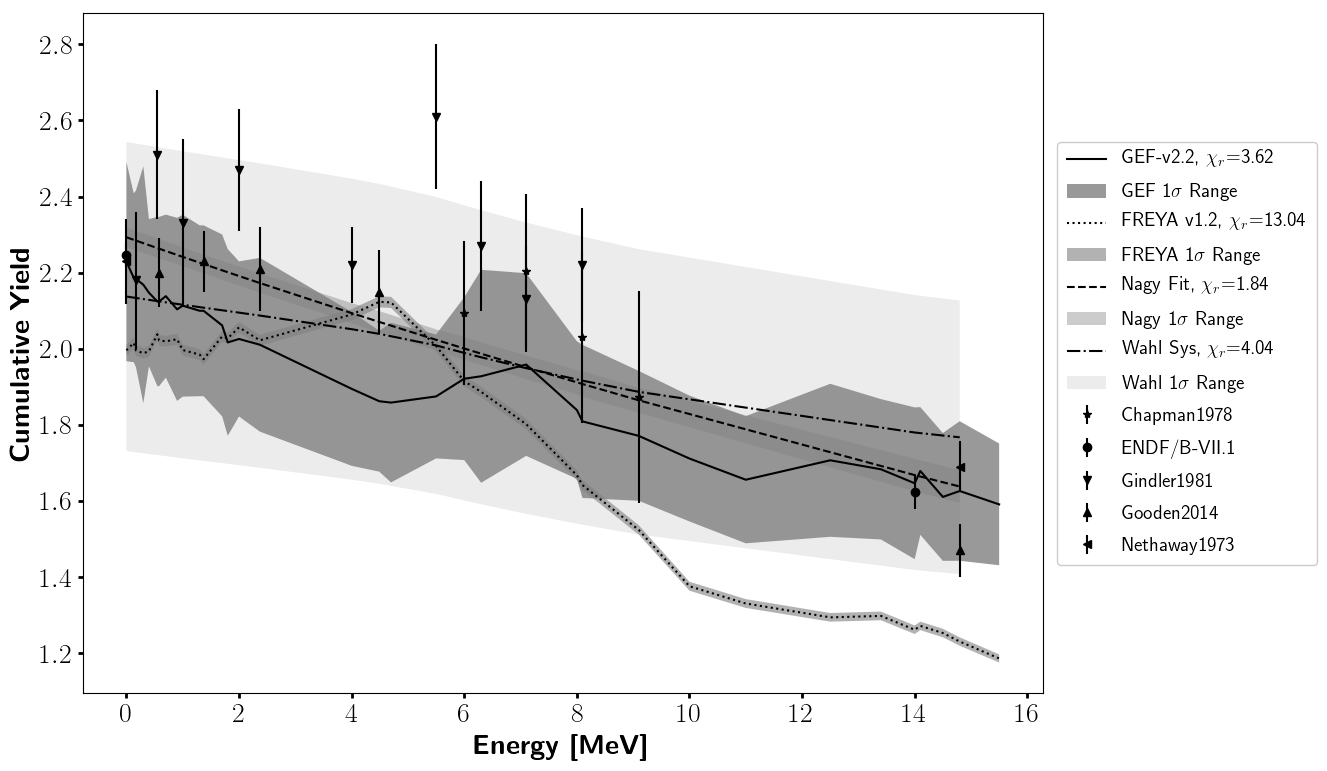 Cumulative Yield
2.8
2.6
2.4
2.2
2.0
1.8
1.6
1.4
1.2
0 2 4 6 8 10 12 14 16
Energy [MeV]
GEF-v2.2, χr=3.62
GEF 1σ Range
FREYA v1.2, χr=13.04
FREYA 1σ Range
Nagy Fit, χr=1.84
Nagy 1σ Range
Wahl Sys, χr=4.04
Wahl 1σ Range
Chapman1978
ENDF/B-VII.1
Gindler1981
Gooden2014
Nethaway1973